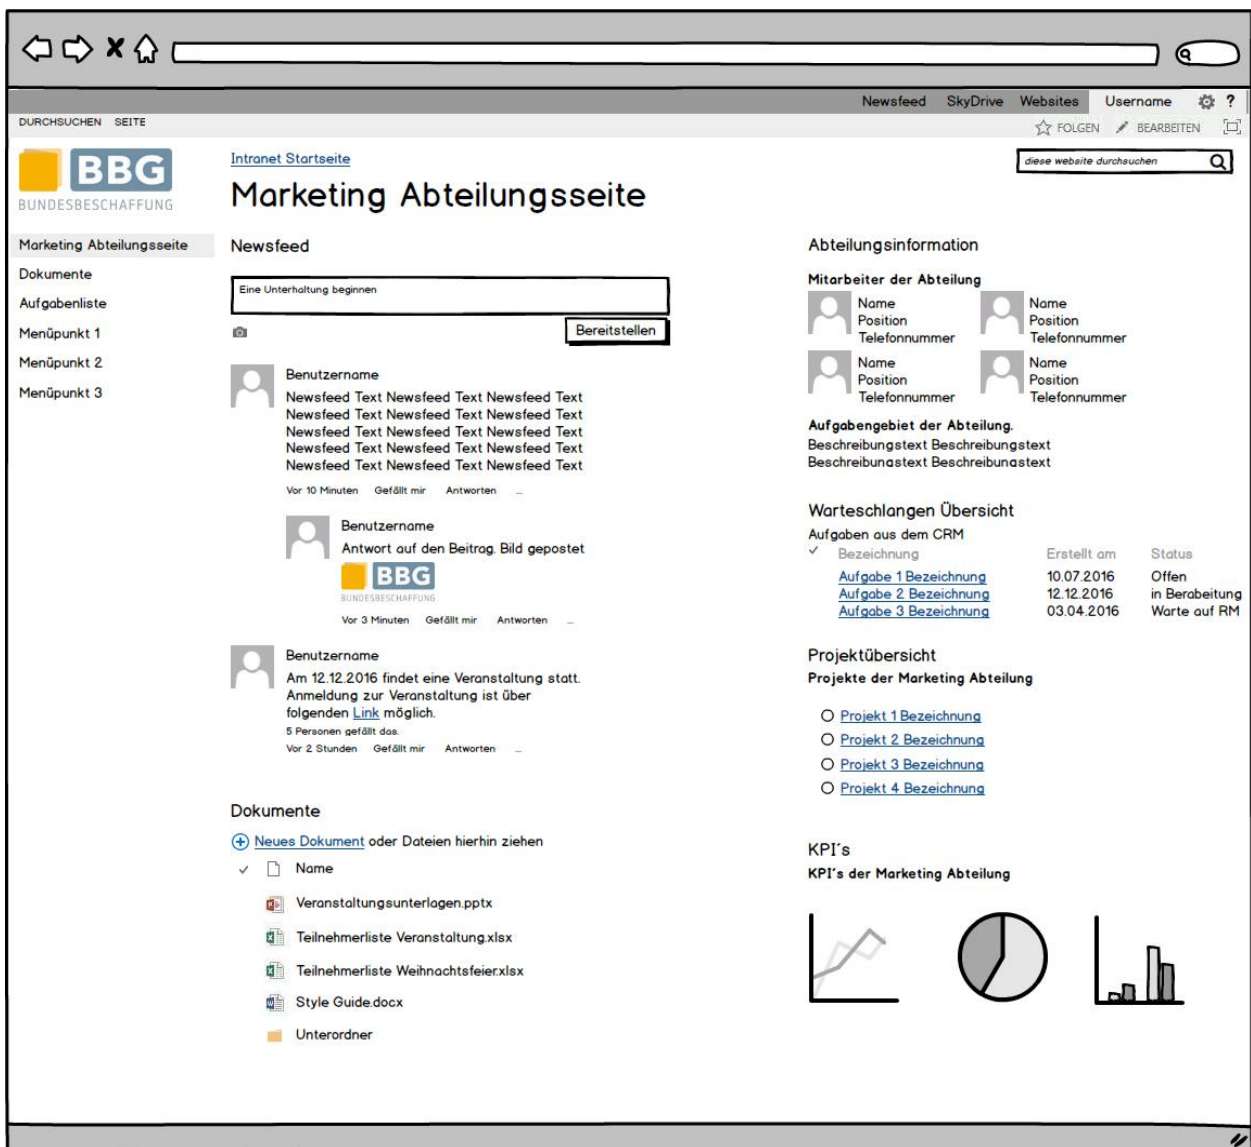 Newsfeed SkyDrive Websites Username ?
DURCHSUCHEN SEITE
FOLGEN BEARBEITEN
BBG
BUNDESBESCHAFFUNG
Intranet Startseite
diese website durchsuchen
Marketing Abteilungsseite
Marketing Abteilungsseite
Dokumente
Aufgabenliste
Menüpunkt 1
Menüpunkt 2
Menüpunkt 3
Newsfeed
Eine Unterhaltung beginnen
Bereitstellen
Benutzername
Newsfeed Text Newsfeed Text Newsfeed Text
Newsfeed Text Newsfeed Text Newsfeed Text
Newsfeed Text Newsfeed Text Newsfeed Text
Newsfeed Text Newsfeed Text Newsfeed Text
Newsfeed Text Newsfeed Text Newsfeed Text
Vor 10 Minuten Gefällt mir Antworten ...
Benutzername
Antwort auf den Beitrag. Bild gepostet
BBG
BUNDESBESCHAFFUNG
Vor 3 Minuten Gefällt mir Antworten ...
Benutzername
Am 12.12.2016 findet eine Veranstaltung statt.
Anmeldung zur Veranstaltung ist über
folgenden Link möglich.
5 Personen gefällt das.
Vor 2 Stunden Gefällt mir Antworten ...
Dokumente
Neues Dokument oder Dateien hierhin ziehen
Name
Veranstaltungsunterlagen.pptx
Teilnehmerliste Veranstaltung.xlsx
Teilnehmerliste Weihnachtsfeier.xlsx
Style Guide.docx
Unterordner
Abteilungsinformation
Mitarbeiter der Abteilung
Name
Position
Telefonnummer
Name
Position
Telefonnummer
Name
Position
Telefonnummer
Name
Position
Telefonnummer
Aufgabengebiet der Abteilung.
Beschreibungstext Beschreibungstext
Beschreibungstext Beschreibungstext
Warteschlangen Übersicht
Aufgaben aus dem CRM
Bezeichnung Erstellt am Status
Aufgabe 1 Bezeichnung 10.07.2016 Offen
Aufgabe 2 Bezeichnung 12.12.2016 in Berabeitung
Aufgabe 3 Bezeichnung 03.04.2016 Warte auf RM
Projektübersicht
Projekte der Marketing Abteilung
Projekt 1 Bezeichnung
Projekt 2 Bezeichnung
Projekt 3 Bezeichnung
Projekt 4 Bezeichnung
KPI´s
KPI´s der Marketing Abteilung